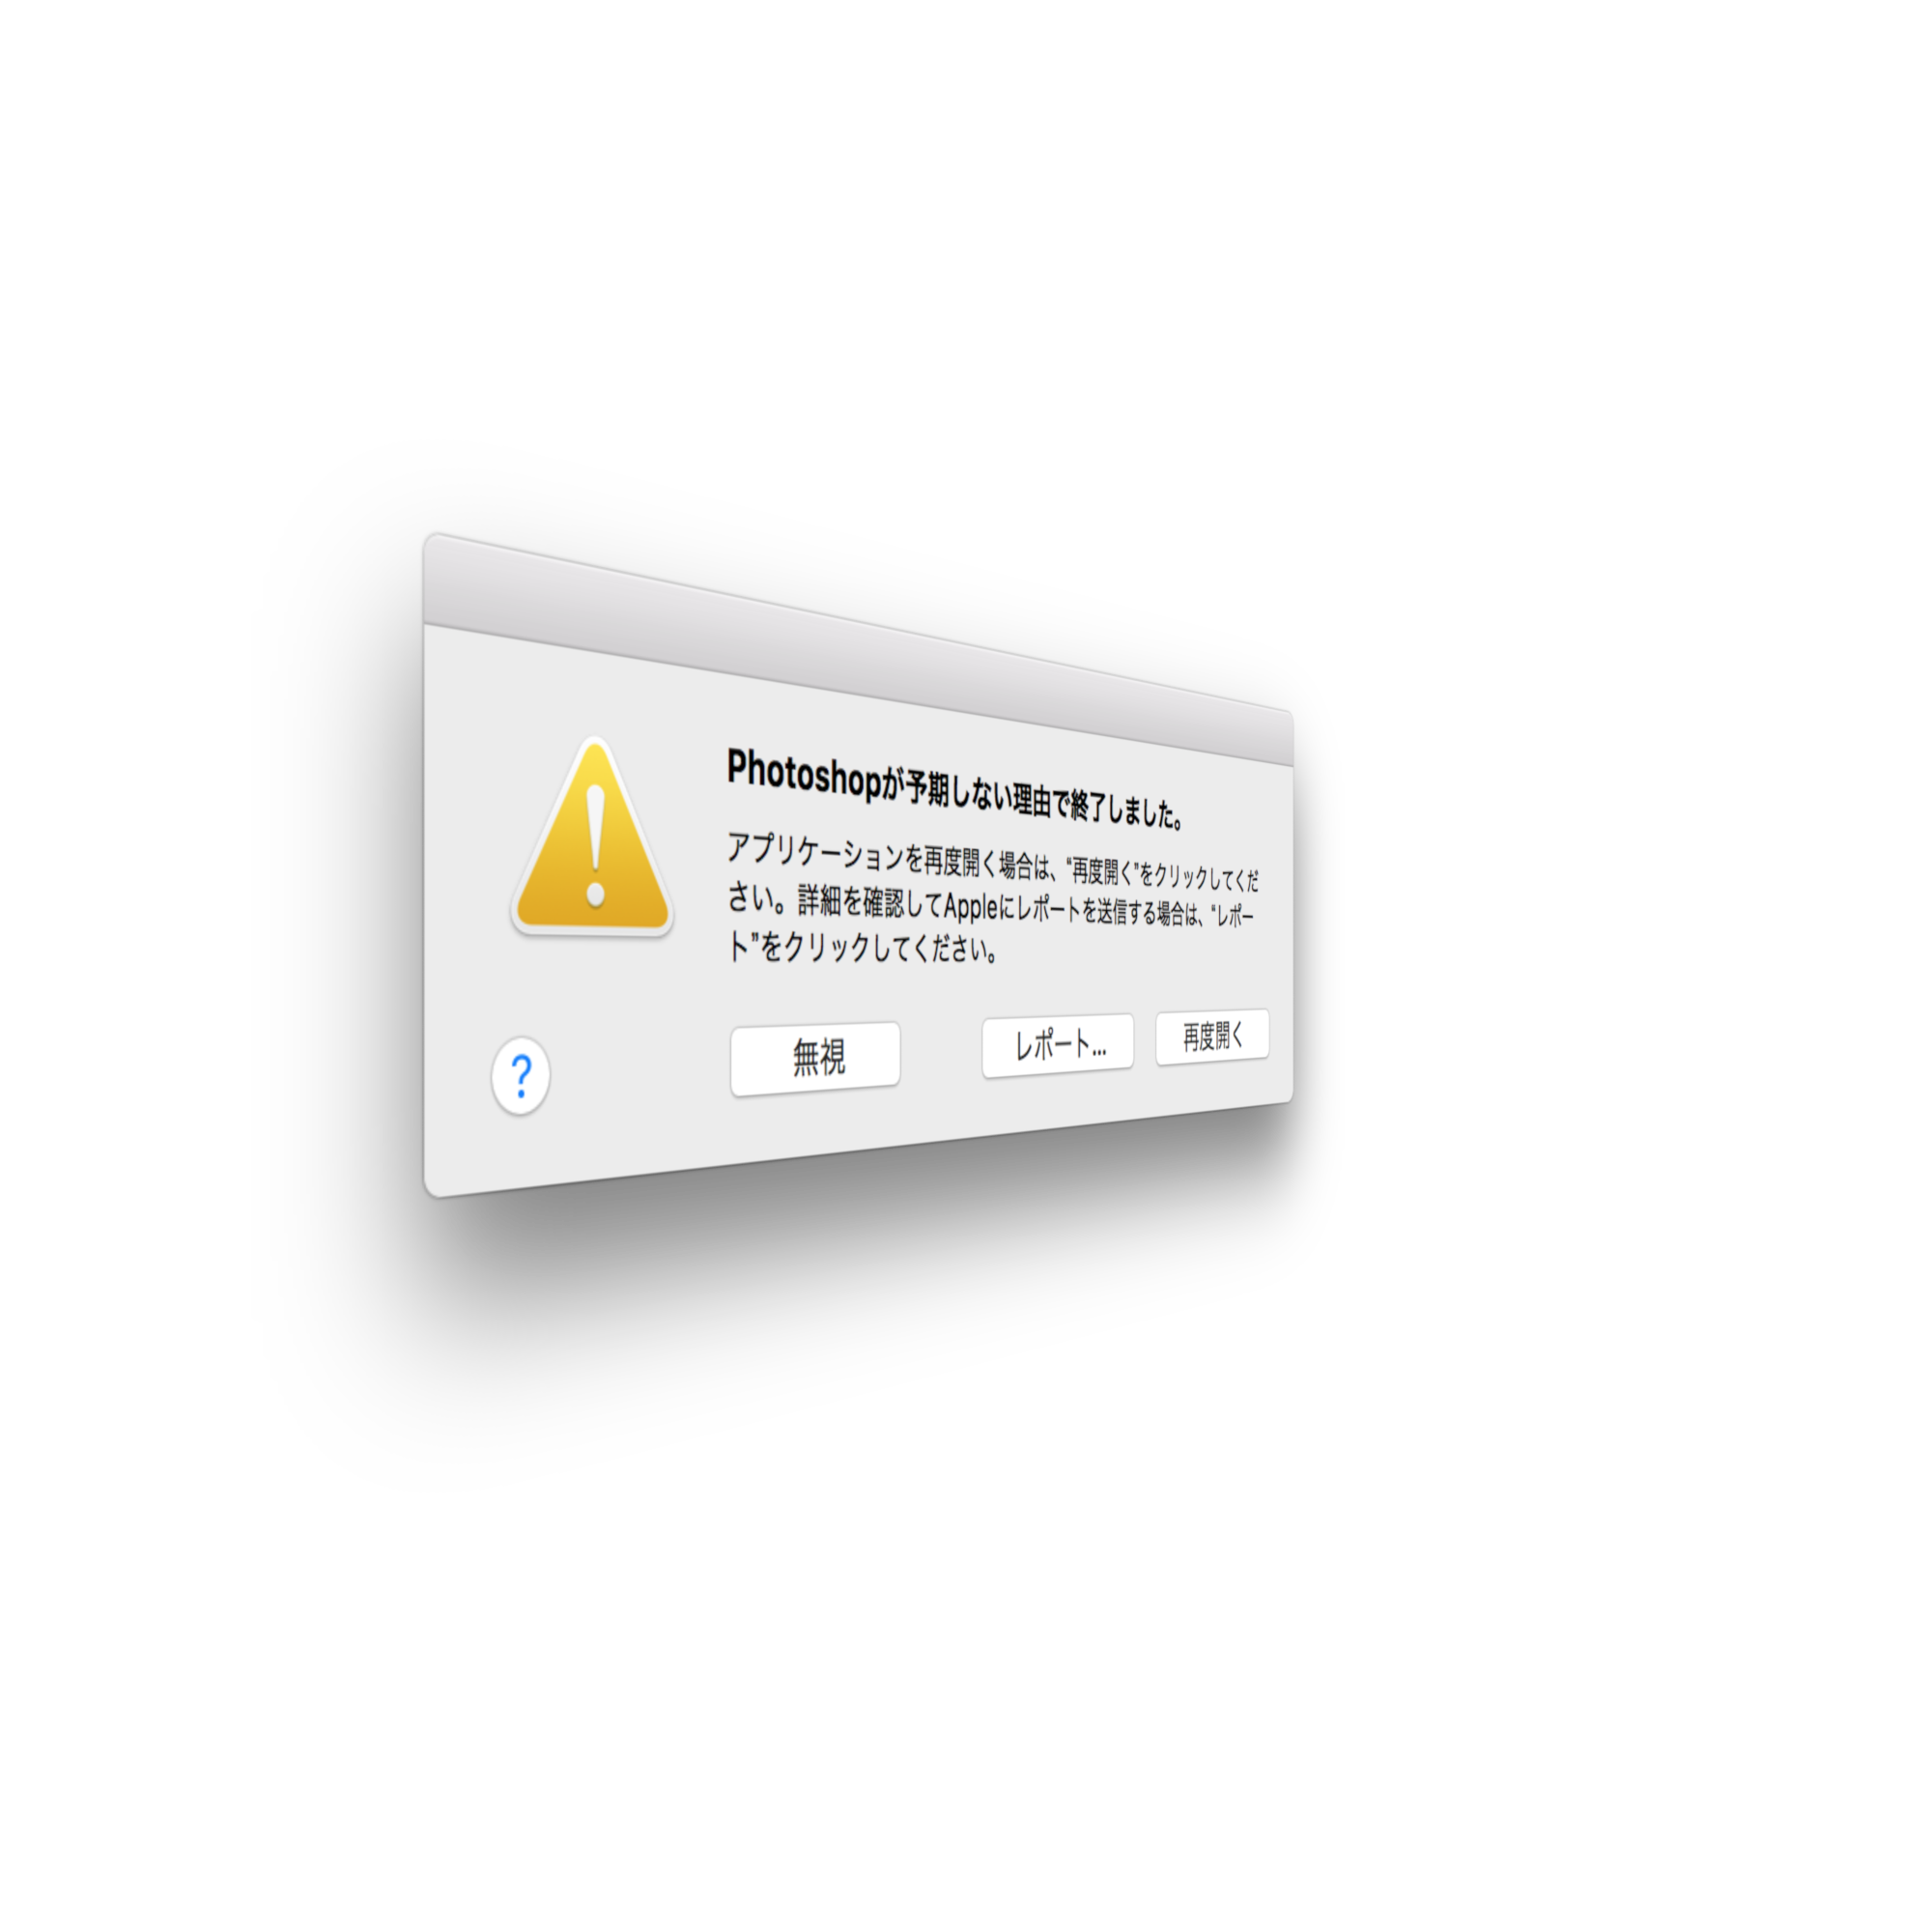 Photoshopが予期しない理由で終了しました。
アプリケーションを再度開く場合は、“再度開く”をクリックしてくだ
さい。詳細を確認してAppleにレポートを送信する場合は、“レポー
ト”をクリックしてください。
?
無視
レポート...
再度開く